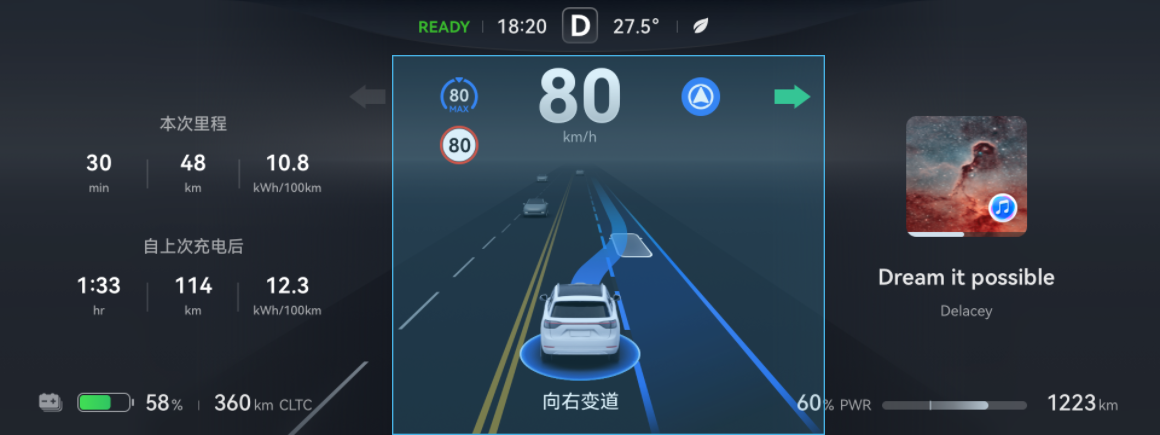 READY 18:20 D 27.5°
80 MAX
80
km/h
80
本次里程
30 48 10.8
min km kWh/100km
自上次充电后
1:33 114 12.3
hr km kWh/100km
Dream it possible
Delacey
向右变道
58% 360 km CLTC
60% PWR 1223 km